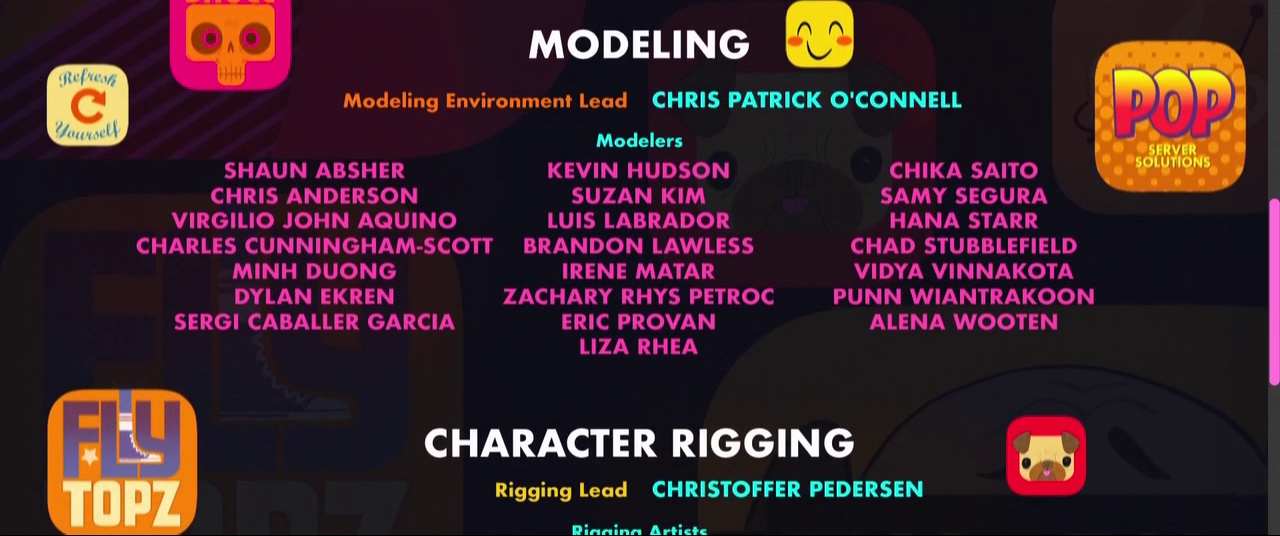 MODELING
Refresh
Yourself
Modeling Environment Lead CHRIS PATRICK O'CONNELL
POP
SERVER
SOLUTIONS
Modelers
SHAUN ABSHER KEVIN HUDSON CHIKA SAITO
CHRIS ANDERSON SUZAN KIM SAMY SEGURA
VIRGILIO JOHN AQUINO LUIS LABRADOR HANA STARR
CHARLES CUNNINGHAM-SCOTT BRANDON LAWLESS CHAD STUBBLEFIELD
MINH DUONG IRENE MATAR VIDYA VINNAKOTA
DYLAN EKREN ZACHARY RHYS PETROC PUNN WIANTRAKOON
SERGI CABALLER GARCIA ERIC PROVAN ALENA WOOTEN
LIZA RHEA
FLY
TOPZ
CHARACTER RIGGING
Rigging Lead CHRISTOFFER PEDERSEN
Rigging Artists